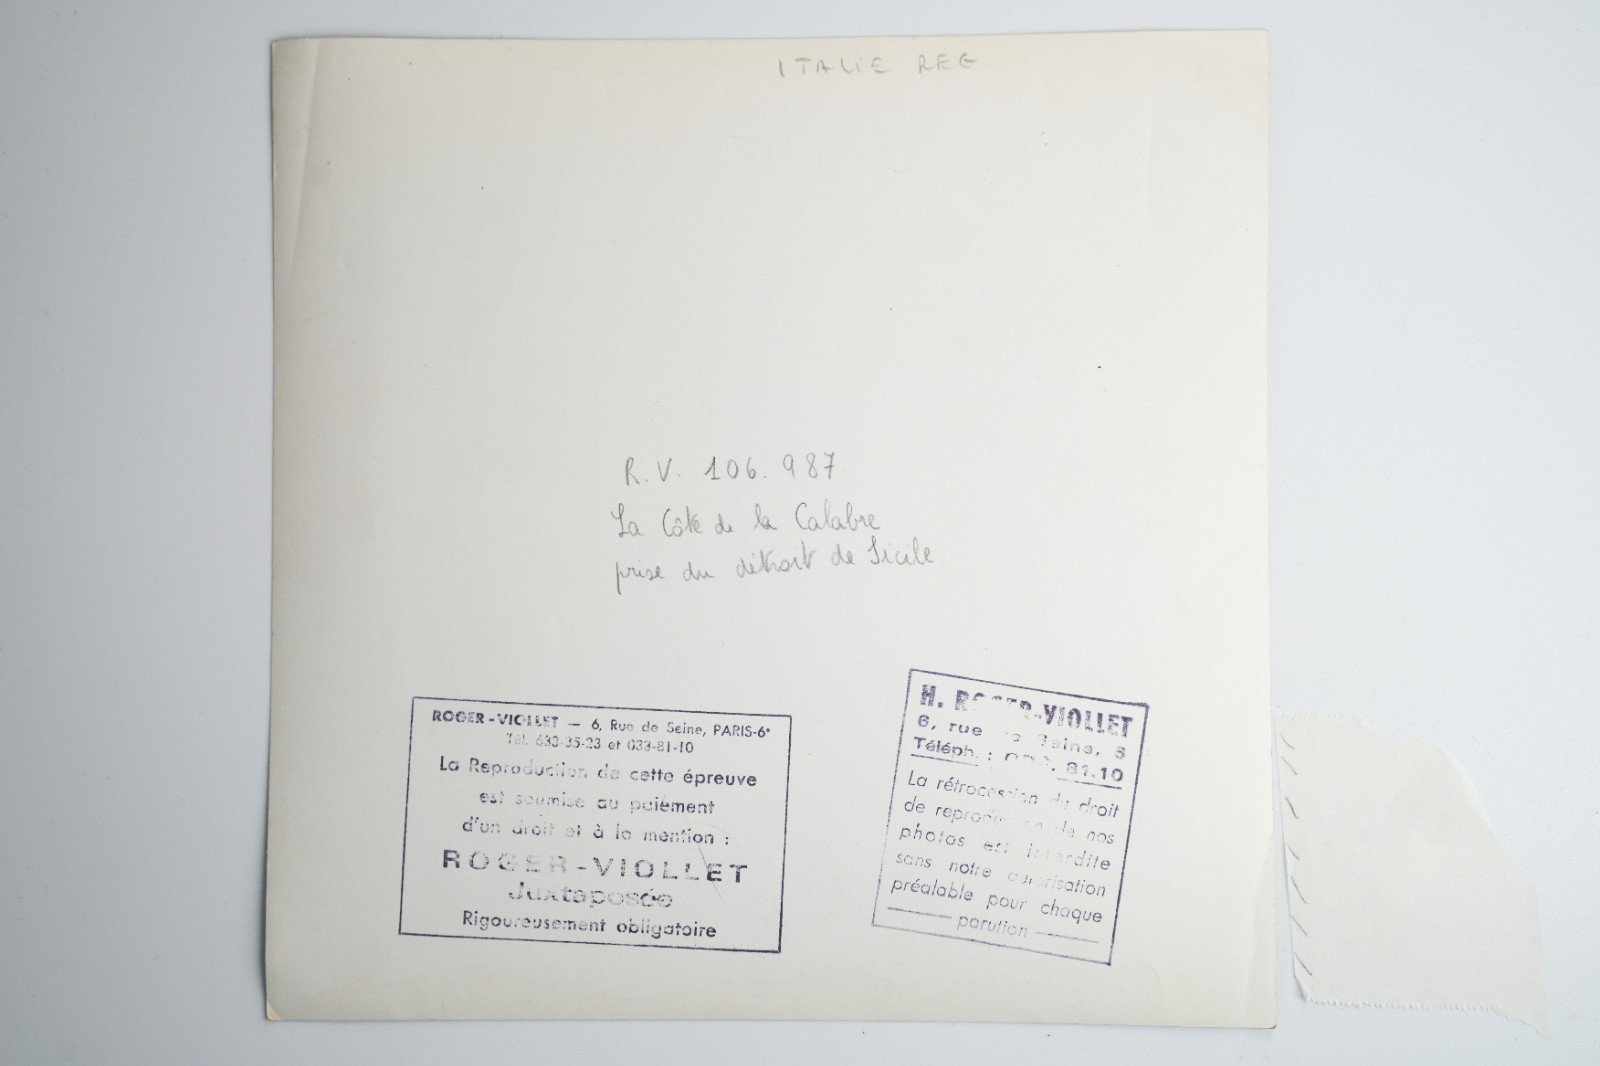 ITALIE REG
R.V. 106.987
La Côte de la Calabre
prise du détroit de Sicile
ROGER-VIOLLET — 6, Rue de Seine, PARIS-6e
Tél. 633-35-23 et 033-81-10
La Reproduction de cette épreuve
est soumise au paiement
d'un droit et à la mention :
ROGER-VIOLLET
Juxtaposée
Rigoureusement obligatoire
H. ROGER-VIOLLET
6, rue de Seine, 6
Téléph. : 81.10
La rétrocession du droit
de reproduction de nos
photos est interdite
sans notre autorisation
préalable pour chaque
parution